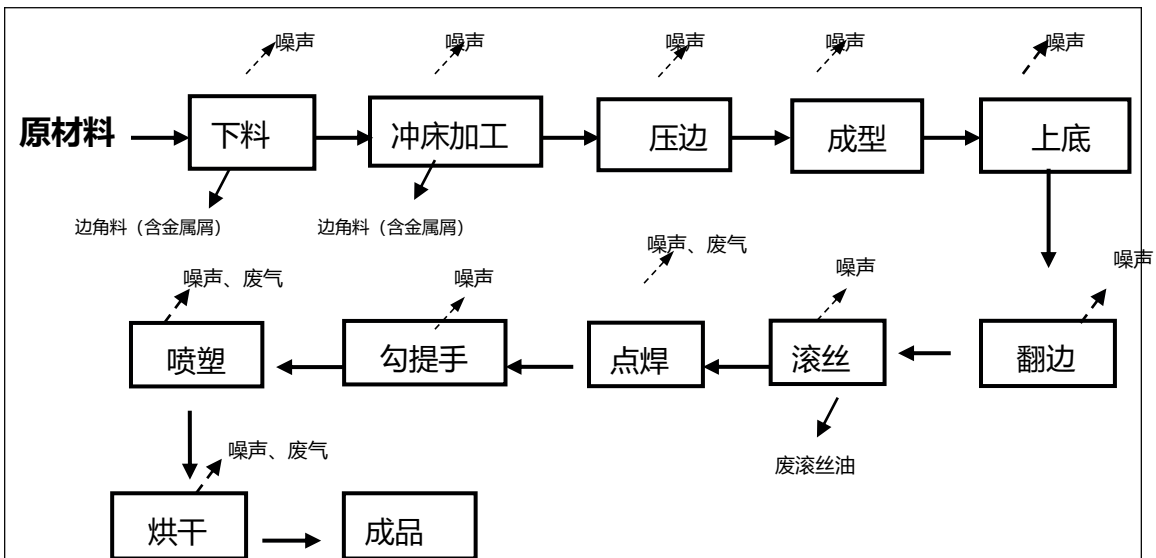 噪声
噪声
噪声
噪声
噪声
原材料
下料
冲床加工
压边
成型
上底
边角料（含金属屑）
边角料（含金属屑）
噪声、废气
噪声、废气
噪声
噪声
噪声
喷塑
勾提手
点焊
滚丝
翻边
噪声、废气
废滚丝油
烘干
成品